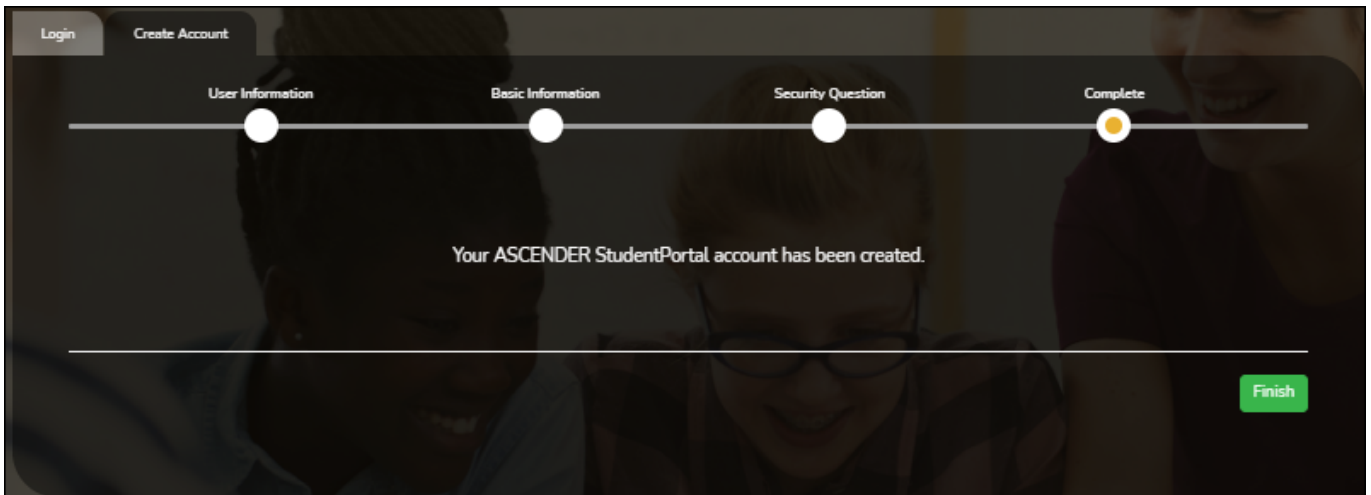 Login Create Account
User Information Basic Information Security Question Complete
Your ASCENDER StudentPortal account has been created.
Finish